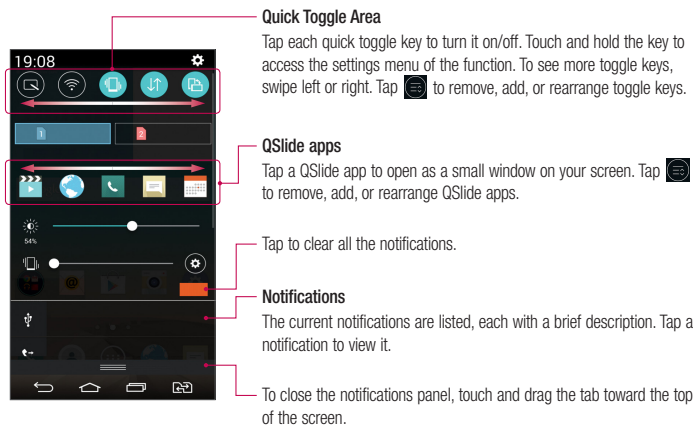 Quick Toggle Area
Tap each quick toggle key to turn it on/off. Touch and hold the key to
access the settings menu of the function. To see more toggle keys,
swipe left or right. Tap to remove, add, or rearrange toggle keys.
19:08
1
2
QSlide apps
Tap a QSlide app to open as a small window on your screen. Tap
to remove, add, or rearrange QSlide apps.
54%
Tap to clear all the notifications.
Notifications
The current notifications are listed, each with a brief description. Tap a
notification to view it.
To close the notifications panel, touch and drag the tab toward the top
of the screen.